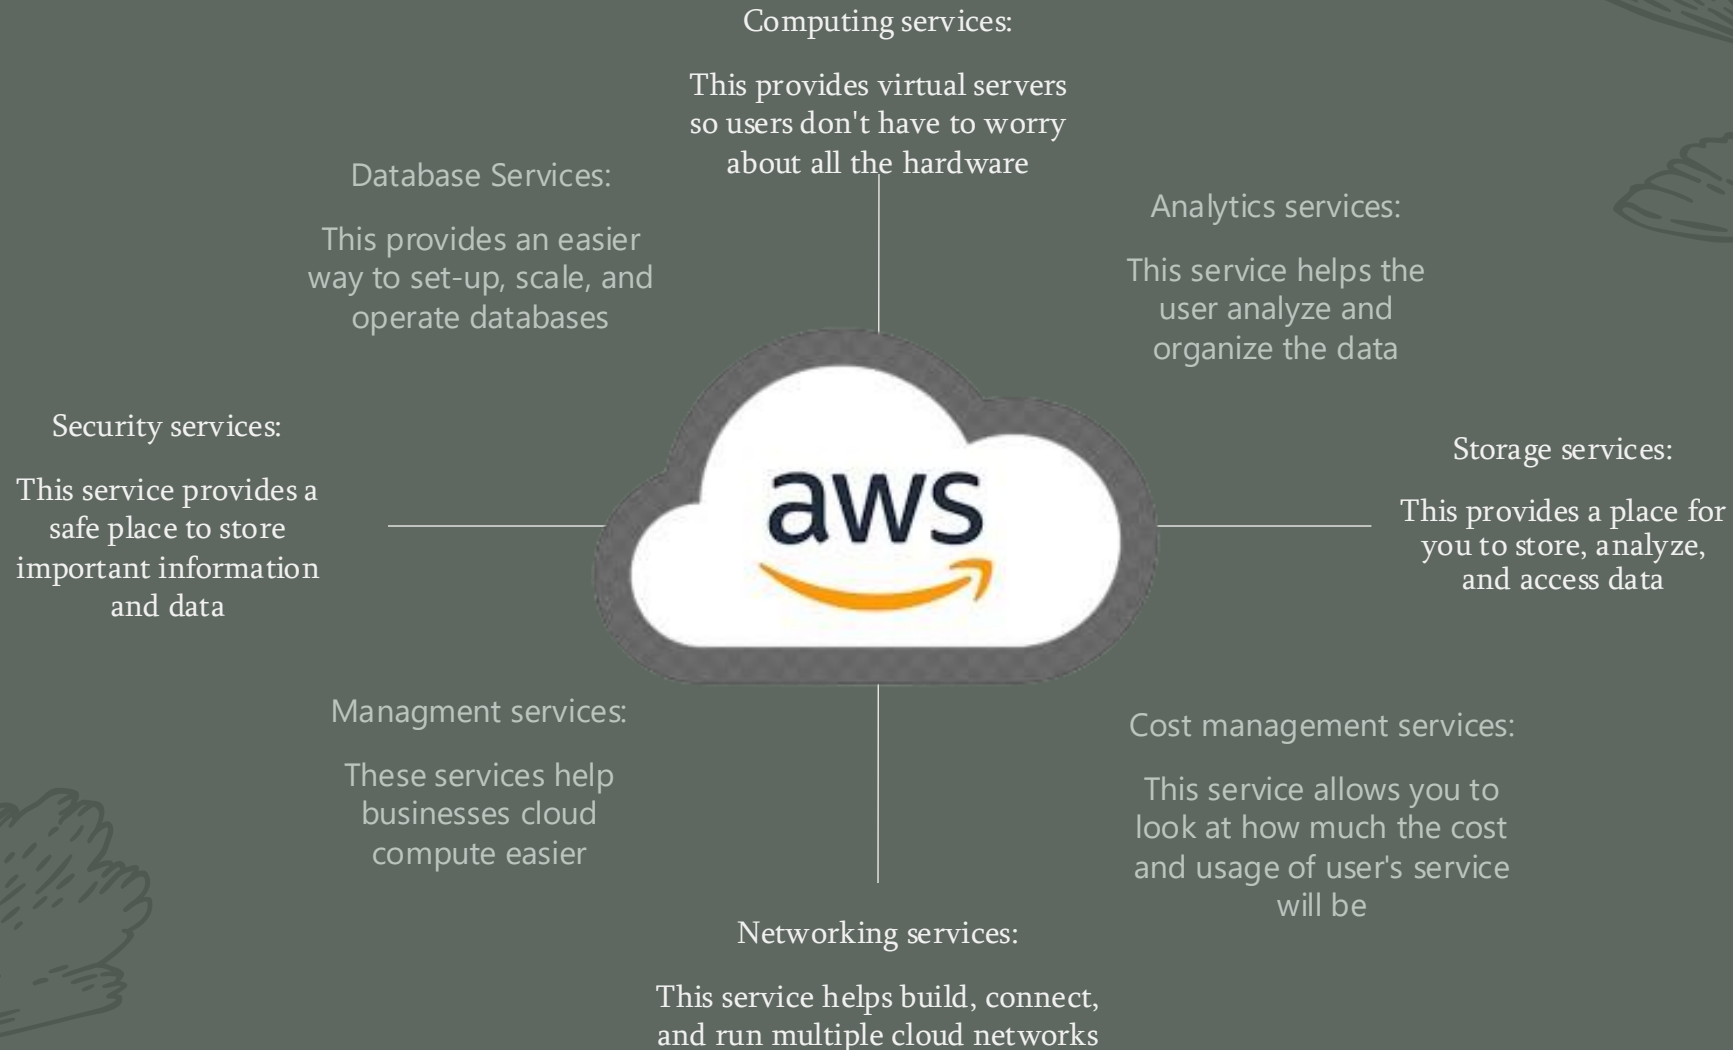 Computing services:
This provides virtual servers
so users don't have to worry
about all the hardware
Database Services:
This provides an easier
way to set-up, scale, and
operate databases
Analytics services:
This service helps the
user analyze and
organize the data
Security services:
This service provides a
safe place to store
important information
and data
aws
Storage services:
This provides a place for
you to store, analyze,
and access data
Managment services:
These services help
businesses cloud
compute easier
Cost management services:
This service allows you to
look at how much the cost
and usage of user's service
will be
Networking services:
This service helps build, connect,
and run multiple cloud networks